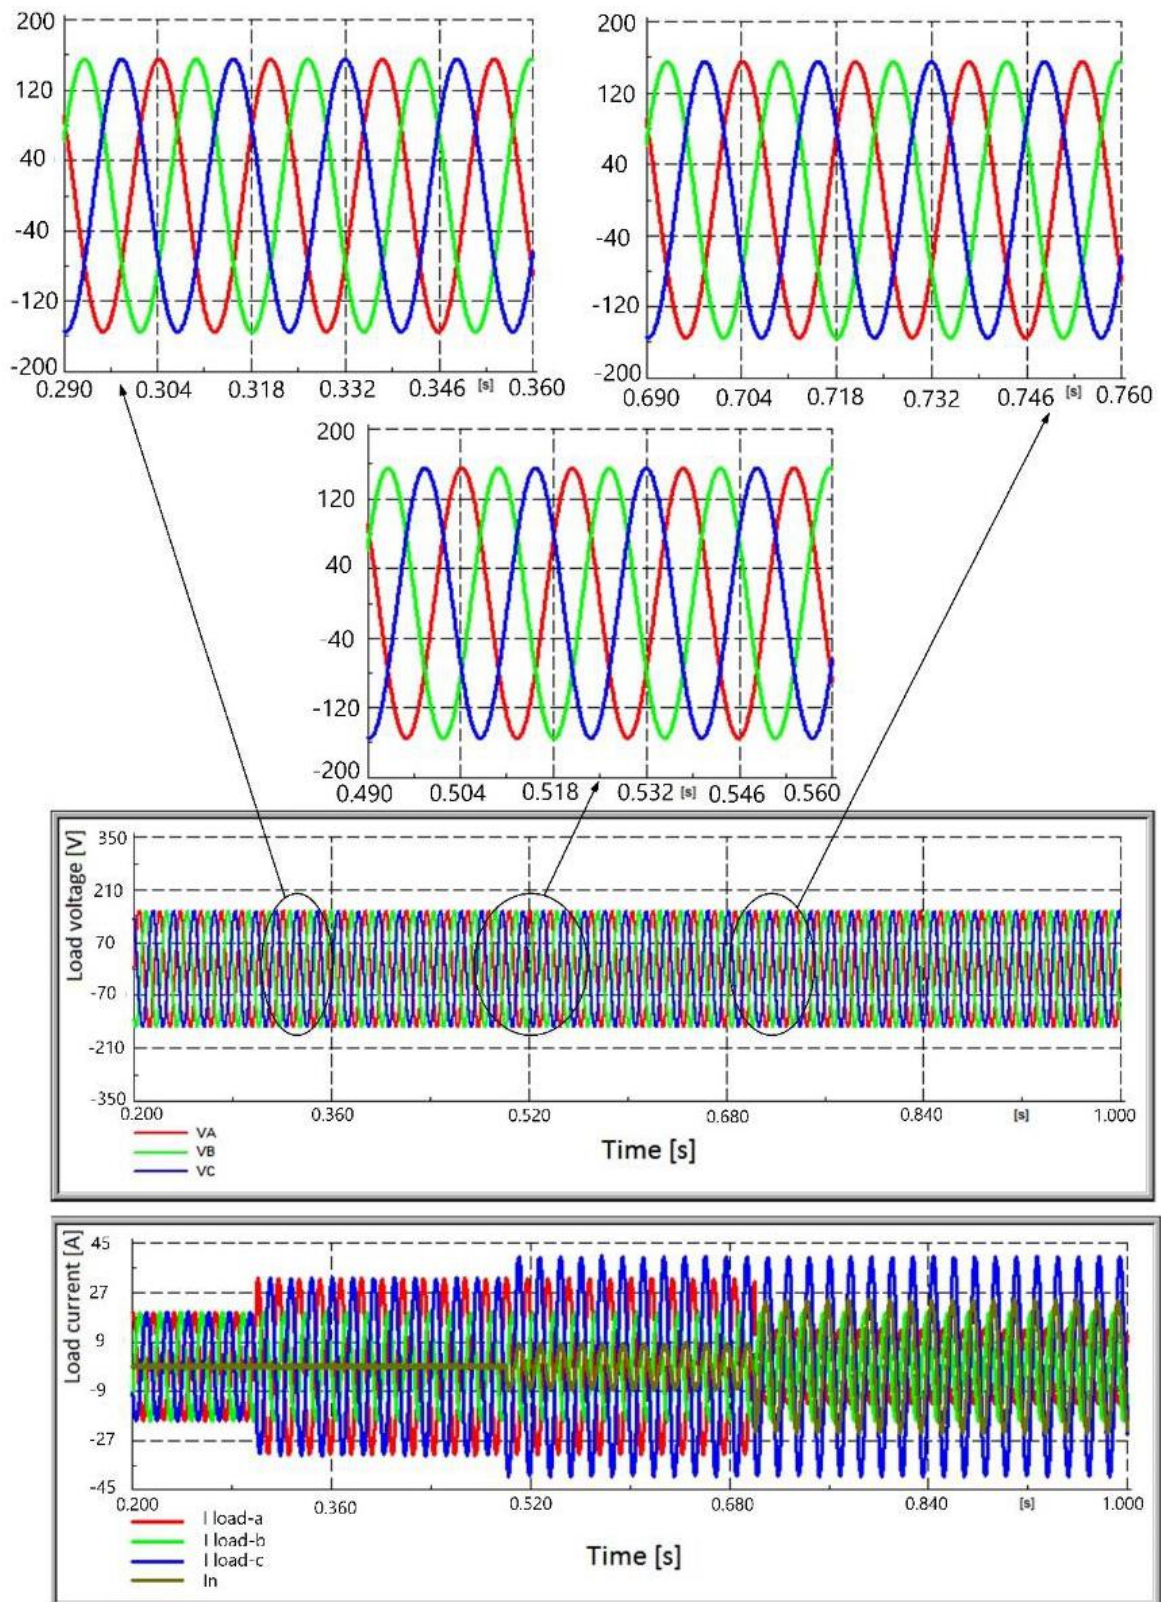 200
120
40
-40
-120
-200
0.290 0.304 0.318 0.332 0.346 [s] 0.360
200
120
40
-40
-120
-200
0.690 0.704 0.718 0.732 0.746 [s] 0.760
200
120
40
-40
-120
-200
0.490 0.504 0.518 0.532 [s] 0.546 0.560
Load voltage [V]
350
210
70
-70
-210
-350
0.200 0.360 0.520 0.680 0.840 [s] 1.000
VA
VB
VC
Time [s]
Load current [A]
45
27
9
-9
-27
-45
0.200 0.360 0.520 0.680 0.840 [s] 1.000
I load-a
I load-b
I load-c
In
Time [s]